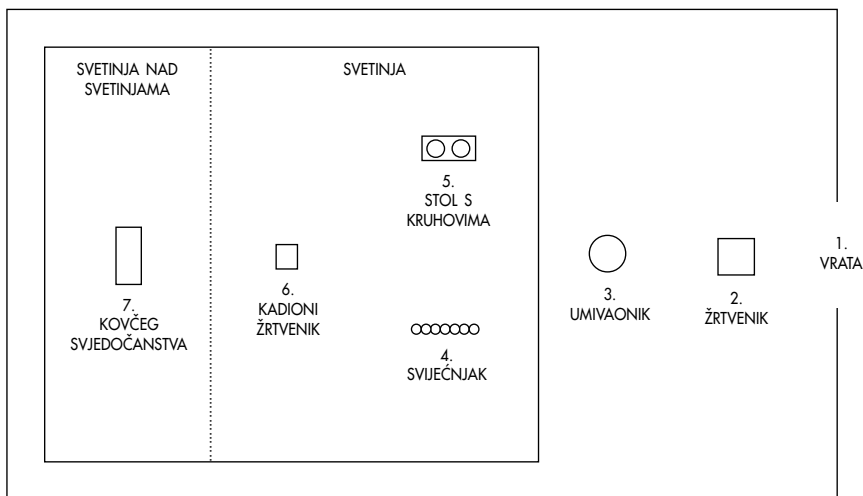 SVETINJA NAD
SVETINJAMA
SVETINJA
5.
STOL S
KRUHOVIMA
1.
VRATA
7.
KOVČEG
SVJEDOČANSTVA
6.
KADIONI
ŽRTVENIK
3.
UMIVAONIK
2.
ŽRTVENIK
4.
SVIJEĆNJAK